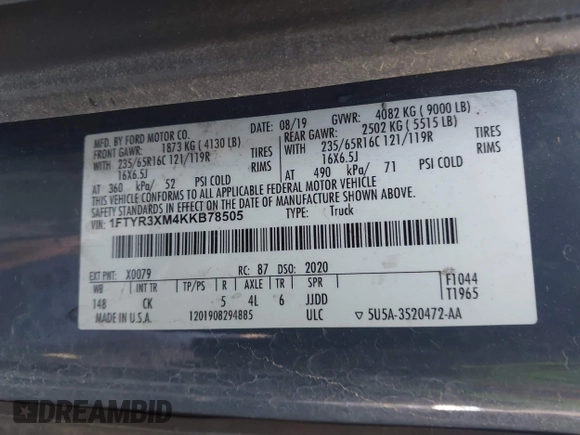 MFD. BY FORD MOTOR CO.
DATE: 08/19 GVWR: 4082 KG ( 9000 LB)
FRONT GAWR: 1873 KG ( 4130 LB) REAR GAWR: 2502 KG ( 5515 LB)
WITH 235/65R16C 121/119R TIRES WITH 235/65R16C 121/119R TIRES
16X6.5J 16X6.5J
AT 360 kPa/ 52 PSI COLD AT 490 kPa/ 71 PSI COLD
THIS VEHICLE CONFORMS TO ALL APPLICABLE FEDERAL MOTOR VEHICLE
SAFETY STANDARDS IN EFFECT ON THE DATE OF MANUFACTURE SHOWN ABOVE.
VIN: 1FTYR3XM4KKB78505 TYPE: Truck
EXT PNT: X0079 RC: 87 DSO: 2020 F1044
WB INT TR TP/PS R AXLE TR SPR T1965
148 CK 5 4L 6 JJDD
MADE IN U.S.A. 1201908294885 ULC ▽ 5U5A-3520472-AA
DREAMBID